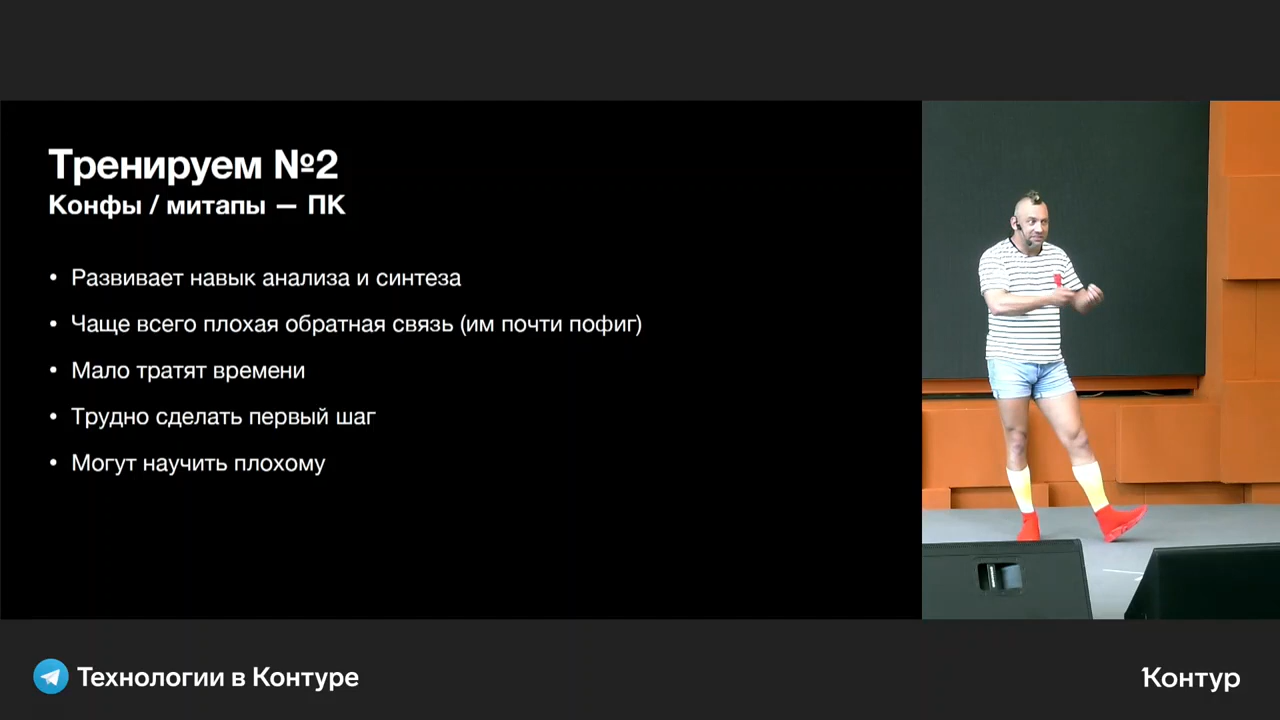 Тренируем №2
Конфы / митапы — ПК
• Развивает навык анализа и синтеза
• Чаще всего плохая обратная связь (им почти пофиг)
• Мало тратят времени
• Трудно сделать первый шаг
• Могут научить плохому
Технологии в Контуре
Контур